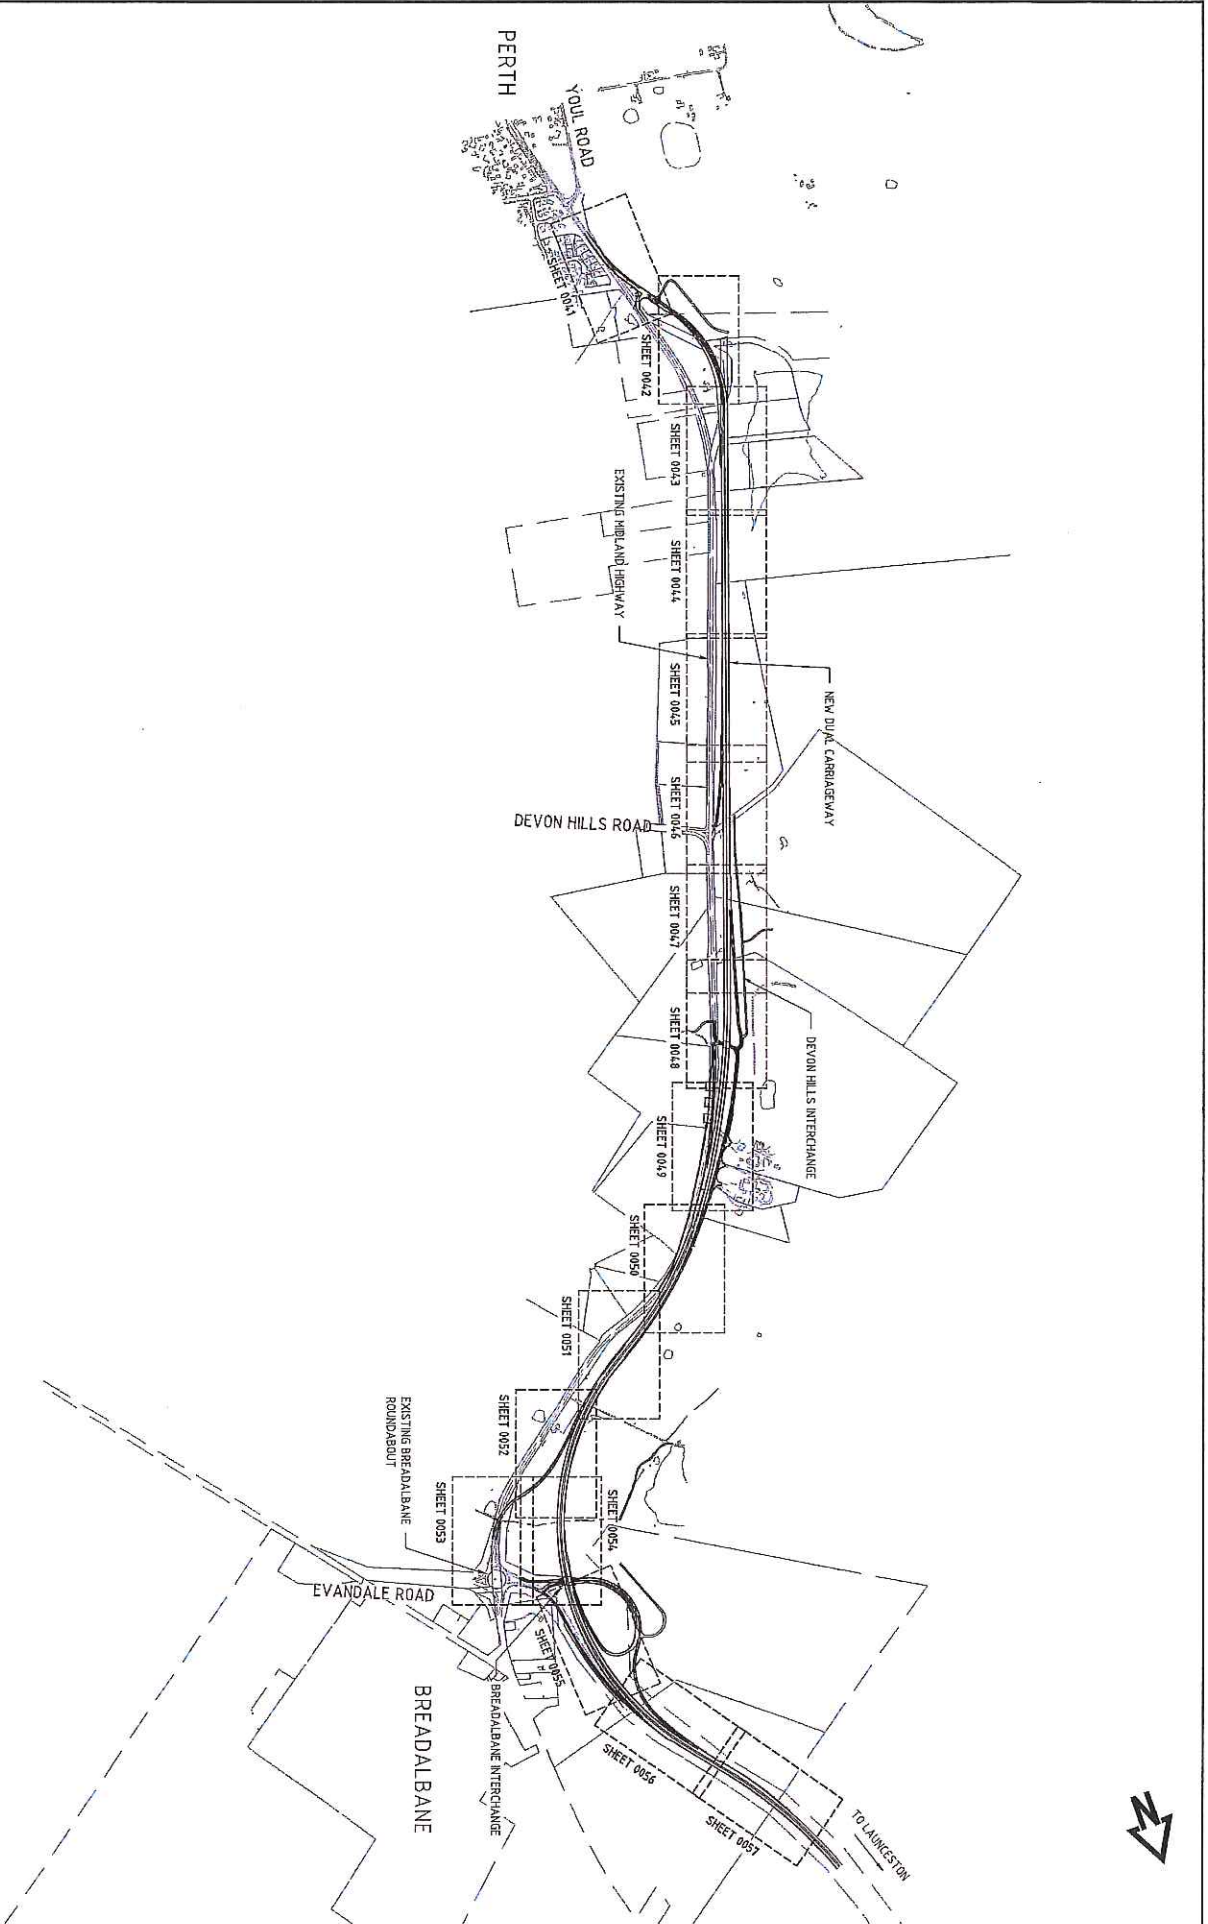 PERTH
YOUL ROAD
SHEET 0041
SHEET 0042
SHEET 0043
EXISTING MIDLAND HIGHWAY
SHEET 0044
SHEET 0045
NEW DUAL CARRIAGEWAY
SHEET 0046
DEVON HILLS ROAD
SHEET 0047
SHEET 0048
DEVON HILLS INTERCHANGE
SHEET 0049
SHEET 0050
SHEET 0051
SHEET 0052
EXISTING BREADALBANE
ROUNDABOUT
SHEET 0053
SHEET 0054
EVANDALE ROAD
SHEET 0055
BREADALBANE INTERCHANGE
BREADALBANE
SHEET 0056
SHEET 0057
TO LAUNCESTON
N